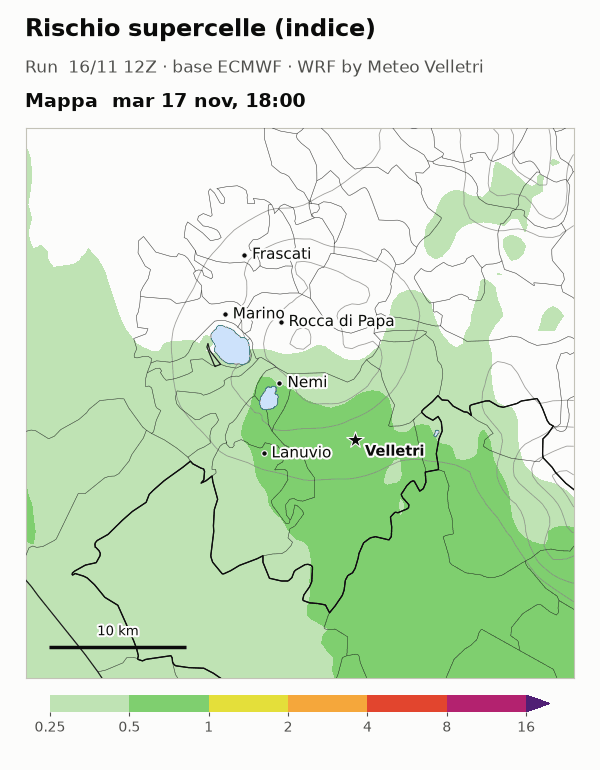 Rischio supercelle (indice)
Run  16/11 12Z · base ECMWF · WRF by Meteo Velletri
Mappa  mar 17 nov, 18:00
Frascati
Marino
Rocca di Papa
Nemi
Velletri
Lanuvio
10 km
0.25 0.5 1 2 4 8 16